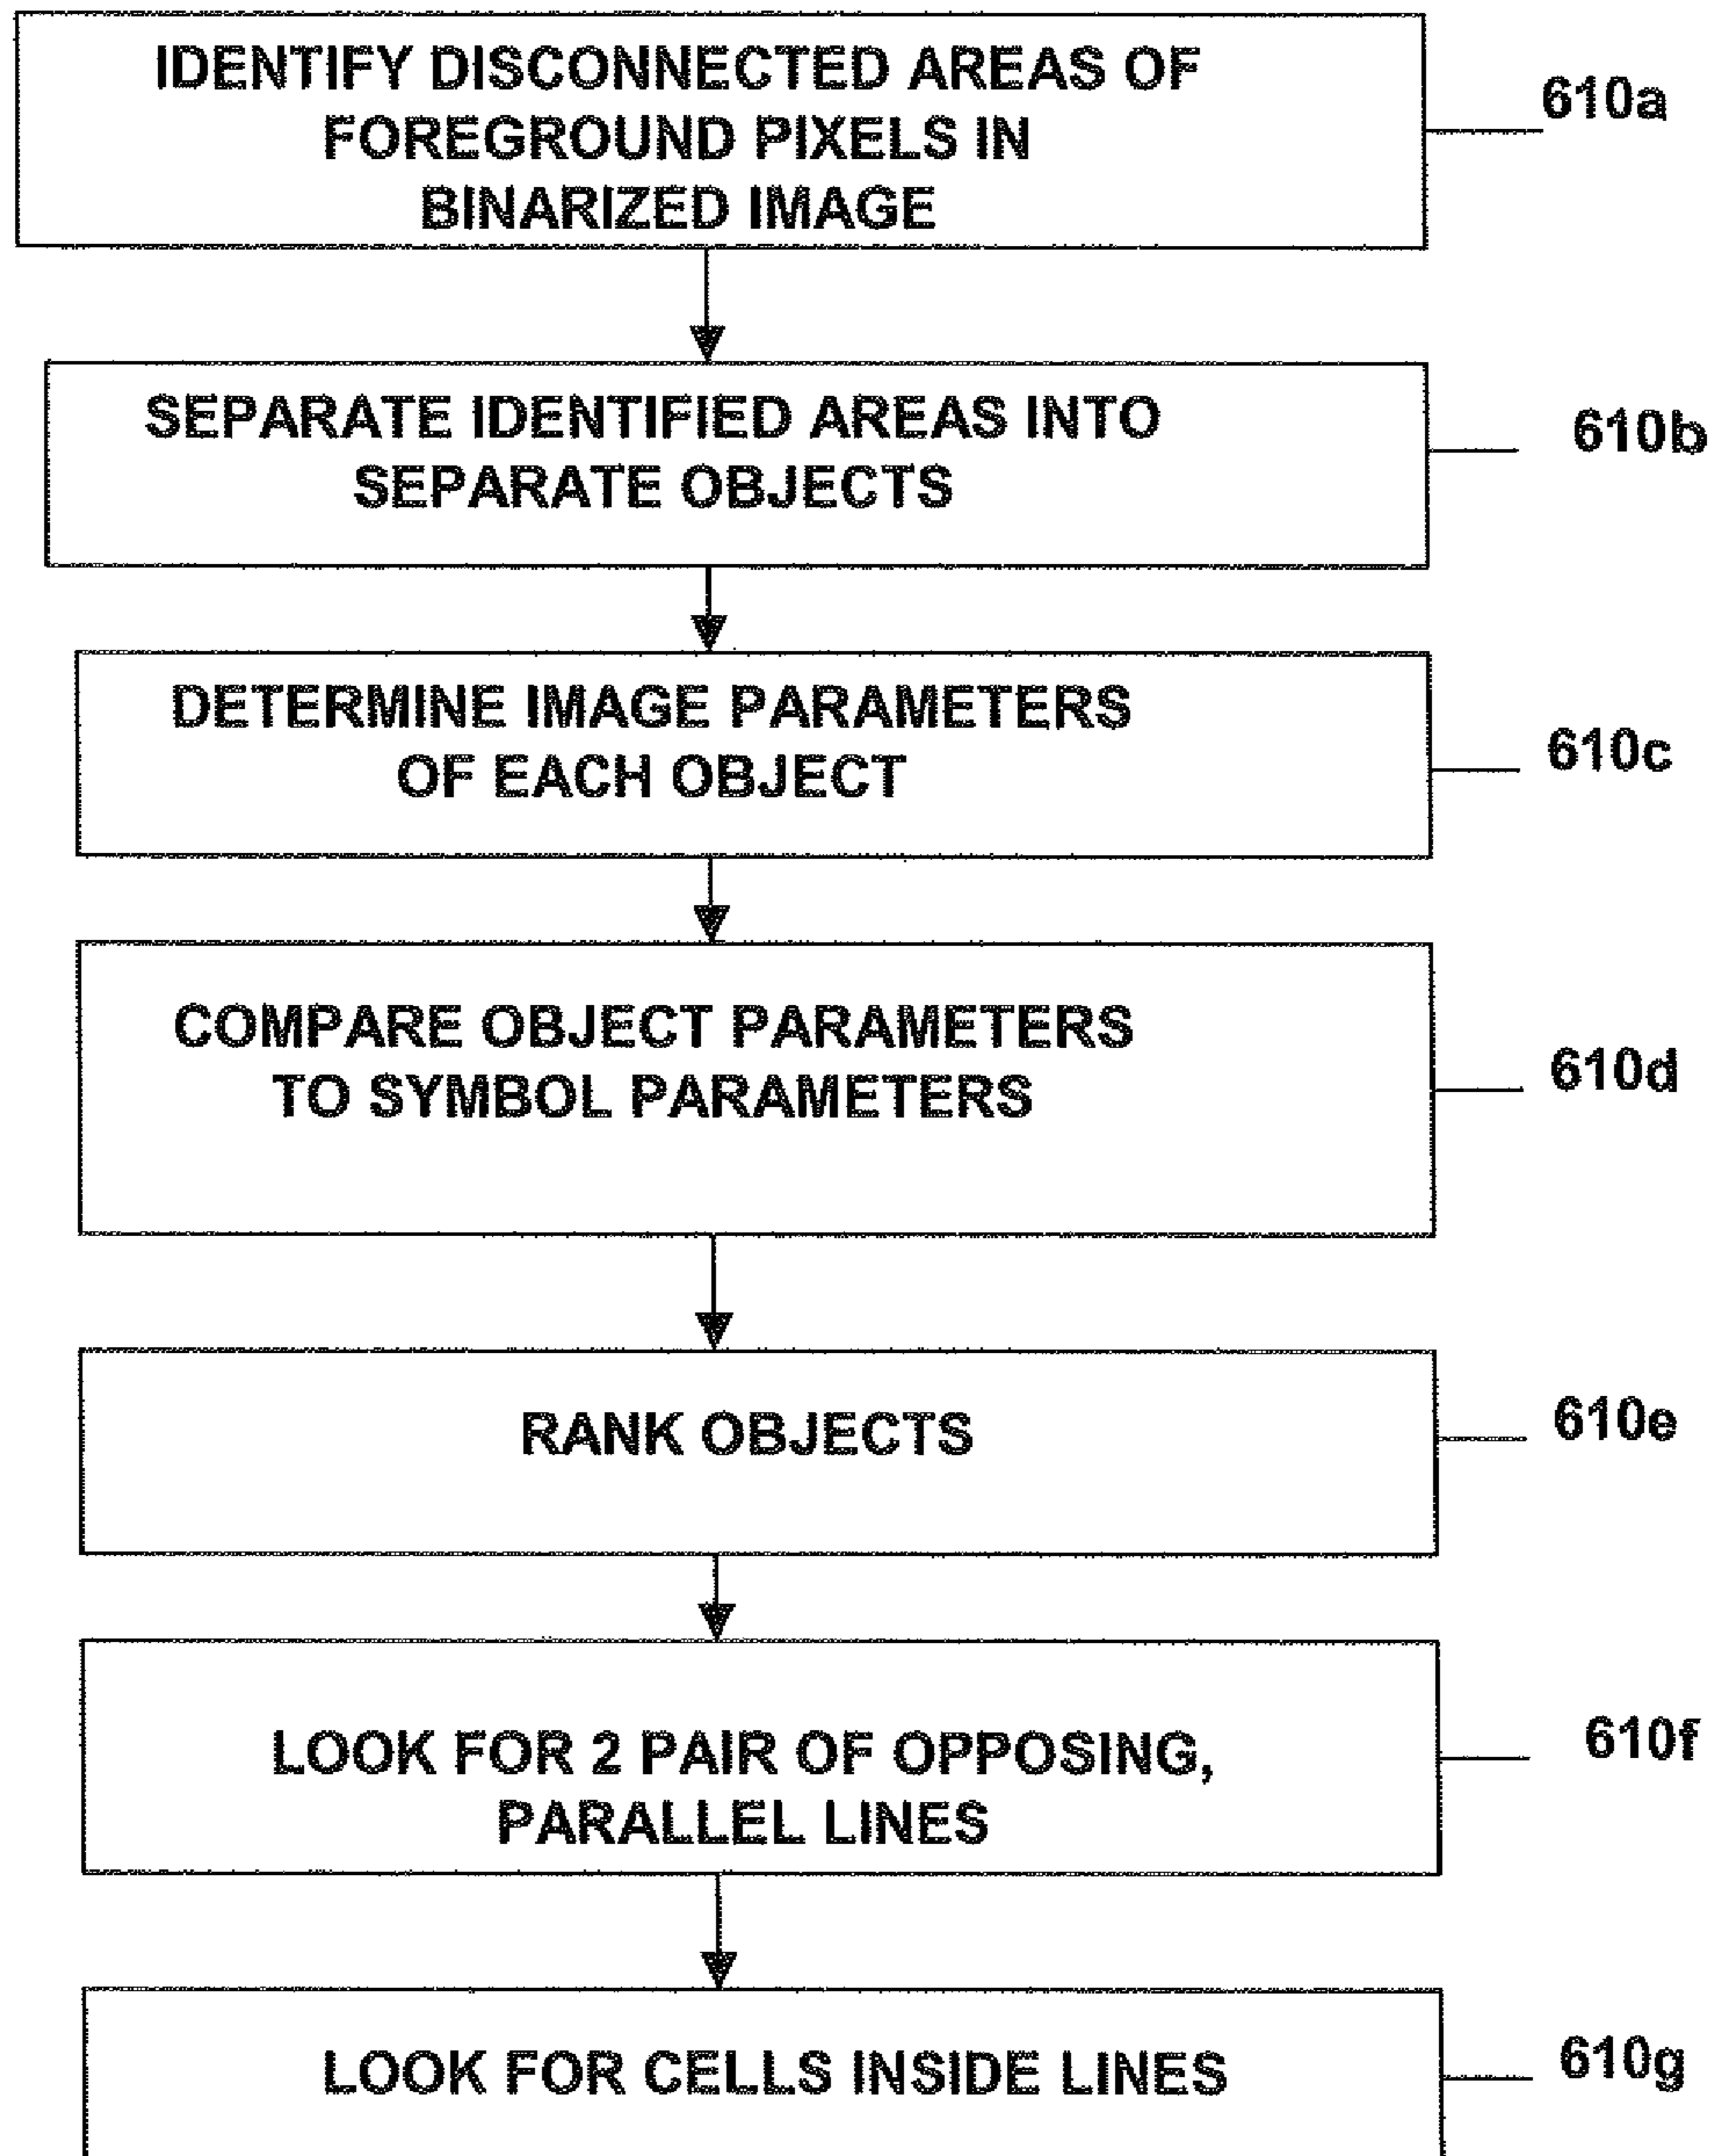 IDENTIFY DISCONNECTED AREAS OF
FOREGROUND PIXELS IN
BINARIZED IMAGE
610a
SEPARATE IDENTIFIED AREAS INTO
SEPARATE OBJECTS
610b
DETERMINE IMAGE PARAMETERS
OF EACH OBJECT
610c
COMPARE OBJECT PARAMETERS
TO SYMBOL PARAMETERS
610d
RANK OBJECTS
610e
LOOK FOR 2 PAIR OF OPPOSING,
PARALLEL LINES
610f
LOOK FOR CELLS INSIDE LINES
610g